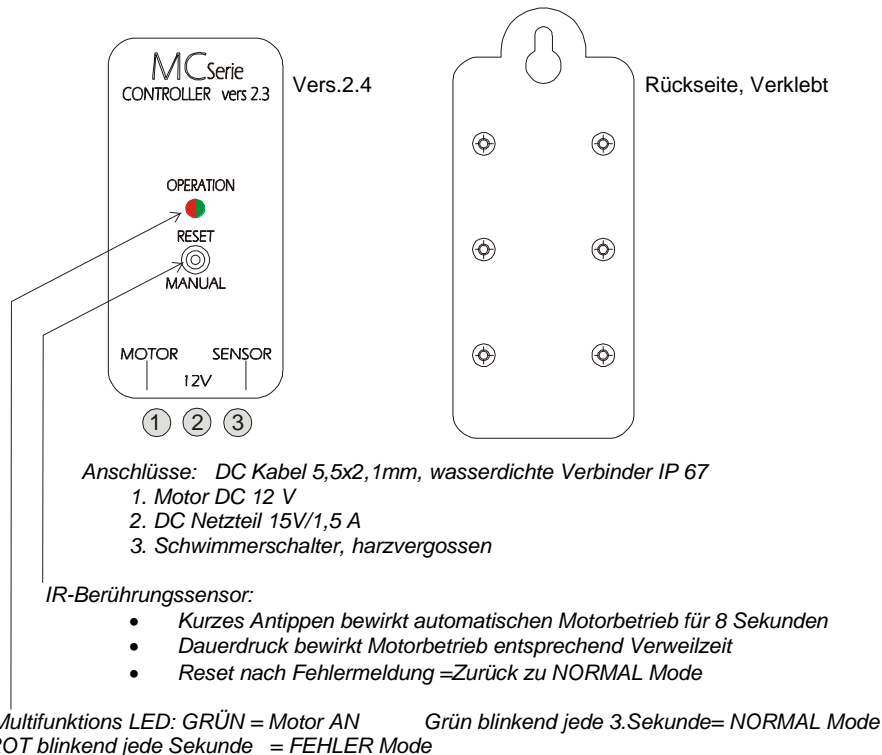 MCSerie
CONTROLLER vers 2.3
Vers.2.4
Rückseite, Verklebt
OPERATION
RESET
MANUAL
MOTOR SENSOR
12V
1 2 3
Anschlüsse: DC Kabel 5,5x2,1mm, wasserdichte Verbinder IP 67
1. Motor DC 12 V
2. DC Netzteil 15V/1,5 A
3. Schwimmerschalter, harzvergossen
IR-Berührungssensor:
• Kurzes Antippen bewirkt automatischen Motorbetrieb für 8 Sekunden
• Dauerdruck bewirkt Motorbetrieb entsprechend Verweilzeit
• Reset nach Fehlermeldung =Zurück zu NORMAL Mode
Multifunktions LED: GRÜN = Motor AN Grün blinkend jede 3.Sekunde= NORMAL Mode
ROT blinkend jede Sekunde = FEHLER Mode